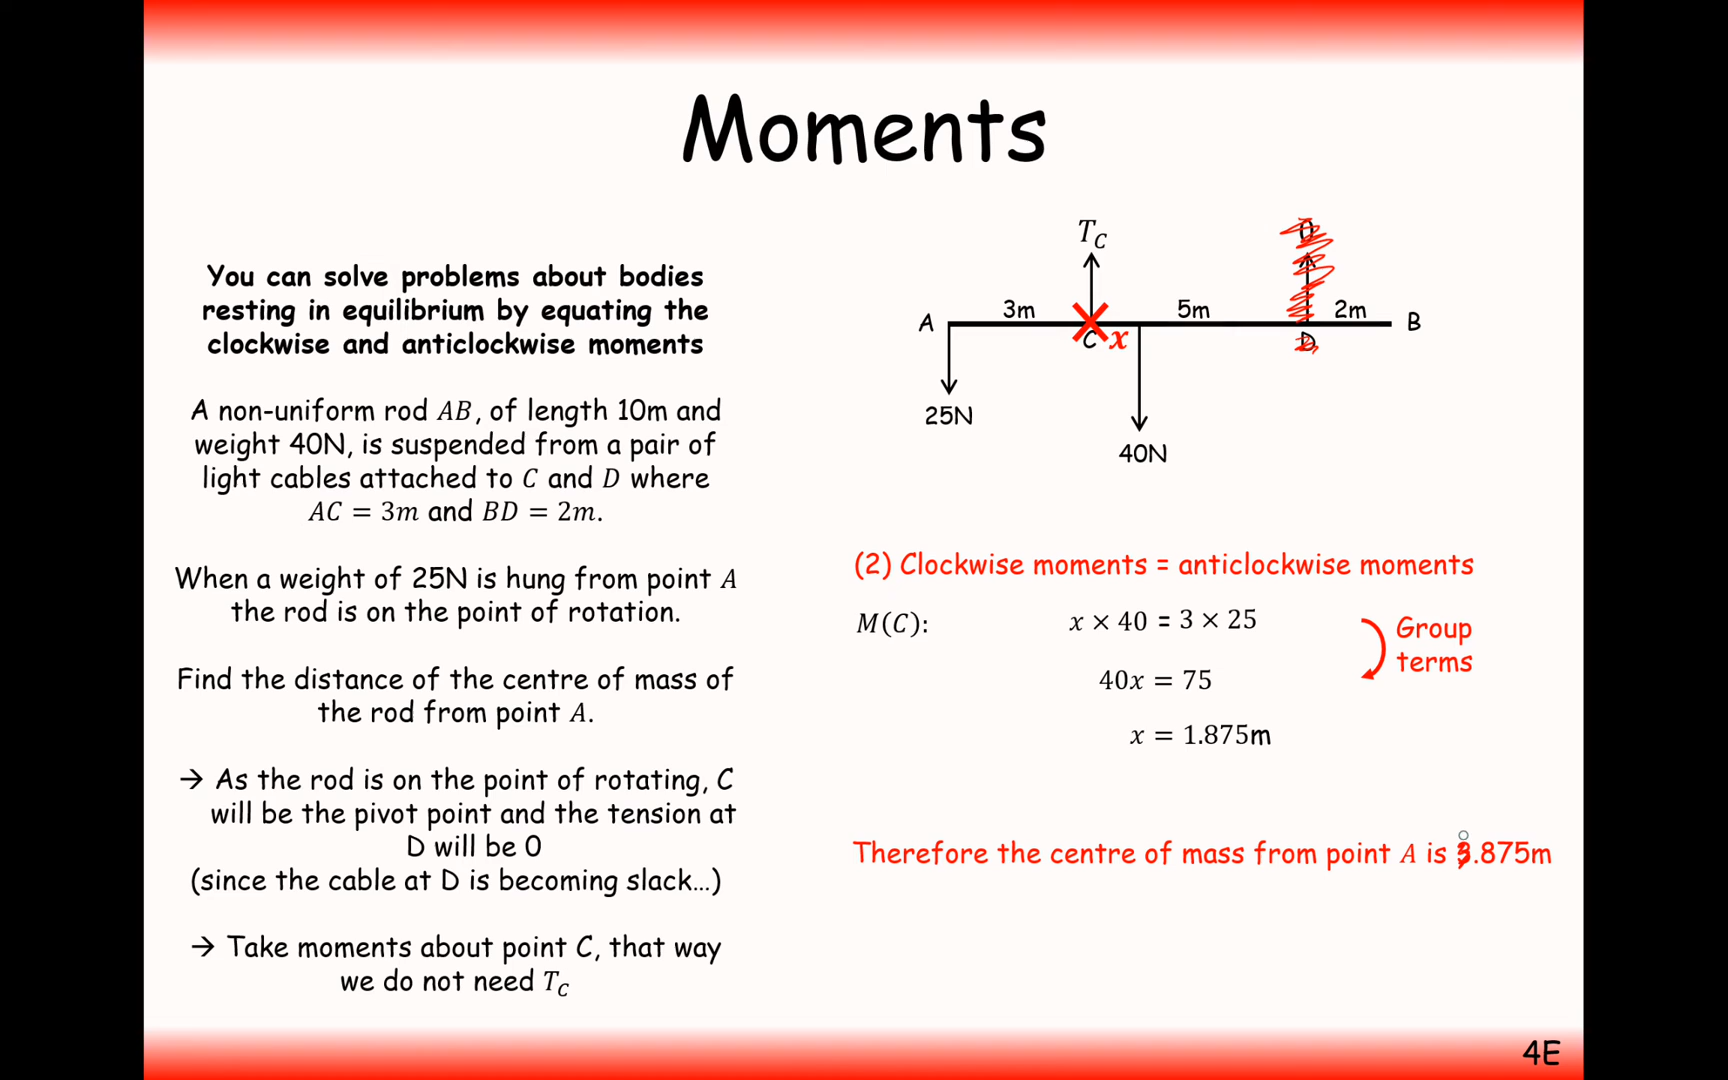 Moments
You can solve problems about bodies
resting in equilibrium by equating the
clockwise and anticlockwise moments
A non-uniform rod AB, of length 10m and
weight 40N, is suspended from a pair of
light cables attached to C and D where
AC = 3m and BD = 2m.
When a weight of 25N is hung from point A
the rod is on the point of rotation.
Find the distance of the centre of mass of
the rod from point A.
→ As the rod is on the point of rotating, C
will be the pivot point and the tension at
D will be 0
(since the cable at D is becoming slack…)
→ Take moments about point C, that way
we do not need T_C
T_C
0
3m
5m
2m
A
B
C
x
D
25N
40N
(2) Clockwise moments = anticlockwise moments
M(C): x × 40 = 3 × 25
Group
terms
40x = 75
x = 1.875m
Therefore the centre of mass from point A is .875m
4E